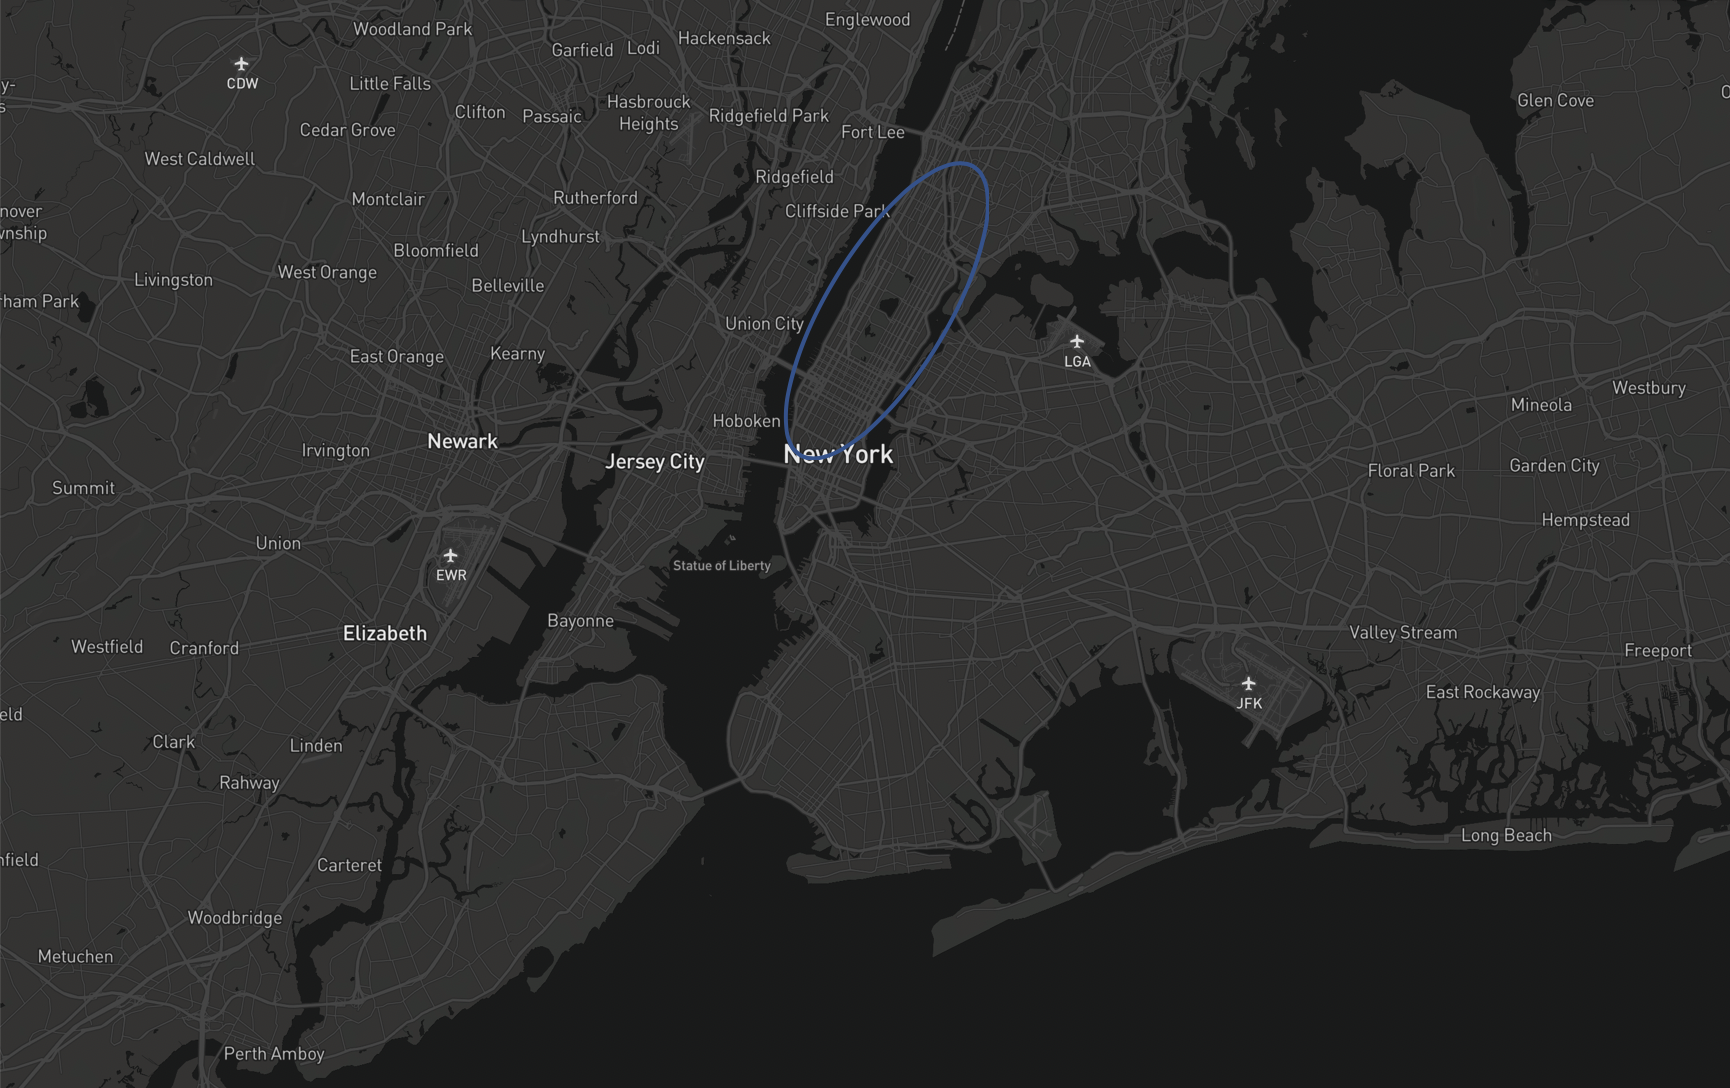 Englewood
Woodland Park
Hackensack
Garfield
Lodi
CDW
Little Falls
y-
s
Glen Cove
Hasbrouck
Heights
Clifton
Passaic
Ridgefield Park
Cedar Grove
Fort Lee
West Caldwell
Ridgefield
Montclair
Rutherford
Cliffside Park
nover
wnship
Lyndhurst
Bloomfield
West Orange
Livingston
Belleville
rham Park
Union City
East Orange
Kearny
LGA
Westbury
Mineola
Hoboken
Newark
Irvington
New York
Jersey City
Floral Park
Garden City
Summit
Hempstead
Union
Statue of Liberty
EWR
Bayonne
Elizabeth
Valley Stream
Westfield
Cranford
Freeport
East Rockaway
JFK
eld
Clark
Linden
Rahway
Long Beach
nfield
Carteret
Woodbridge
Metuchen
Perth Amboy